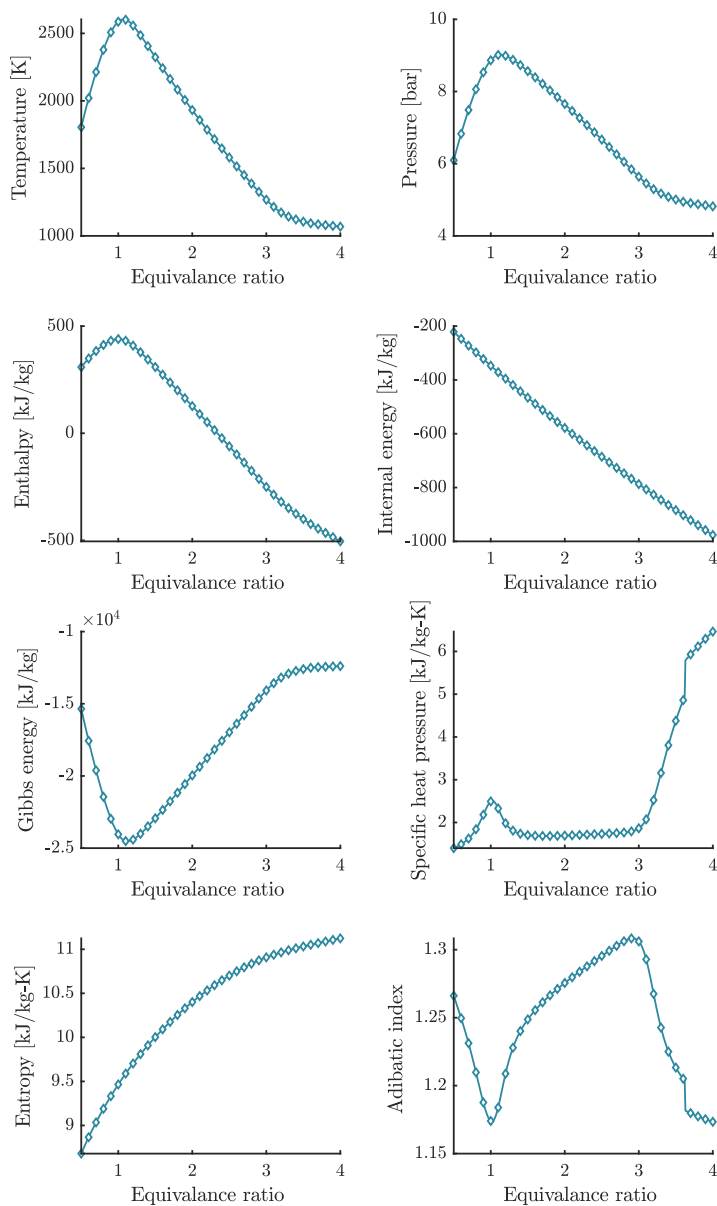 2500
2000
1500
1000
Temperature [K]
1 2 3 4
Equivalance ratio
10
8
6
4
Pressure [bar]
1 2 3 4
Equivalance ratio
500
0
-500
Enthalpy [kJ/kg]
1 2 3 4
Equivalance ratio
-200
-400
-600
-800
-1000
Internal energy [kJ/kg]
1 2 3 4
Equivalance ratio
×10⁴
-1
-1.5
-2
-2.5
Gibbs energy [kJ/kg]
1 2 3 4
Equivalance ratio
6
5
4
3
2
Specific heat pressure [kJ/kg-K]
1 2 3 4
Equivalance ratio
11
10.5
10
9.5
9
Entropy [kJ/kg-K]
1 2 3 4
Equivalance ratio
1.3
1.25
1.2
1.15
Adibatic index
1 2 3 4
Equivalance ratio